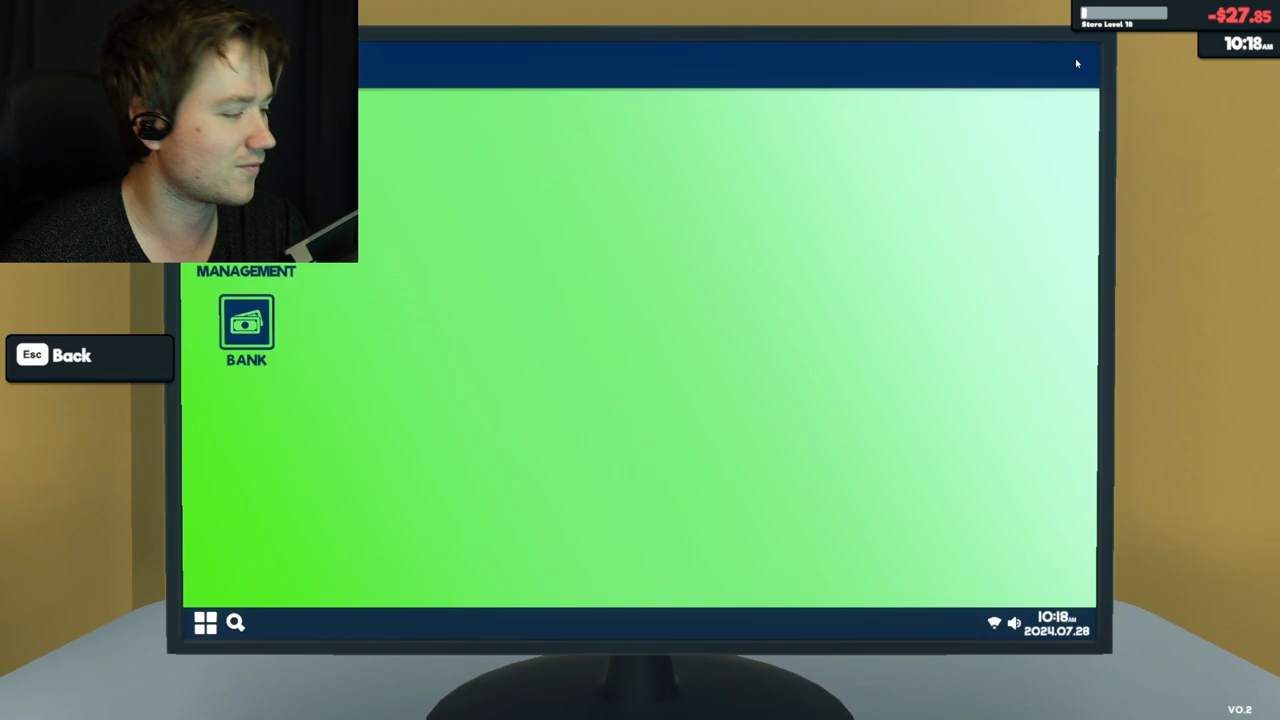 -$27.85
Store Level 18
10:18AM
MANAGEMENT
BANK
Esc Back
10:18AM
2024.07.28
V0.2